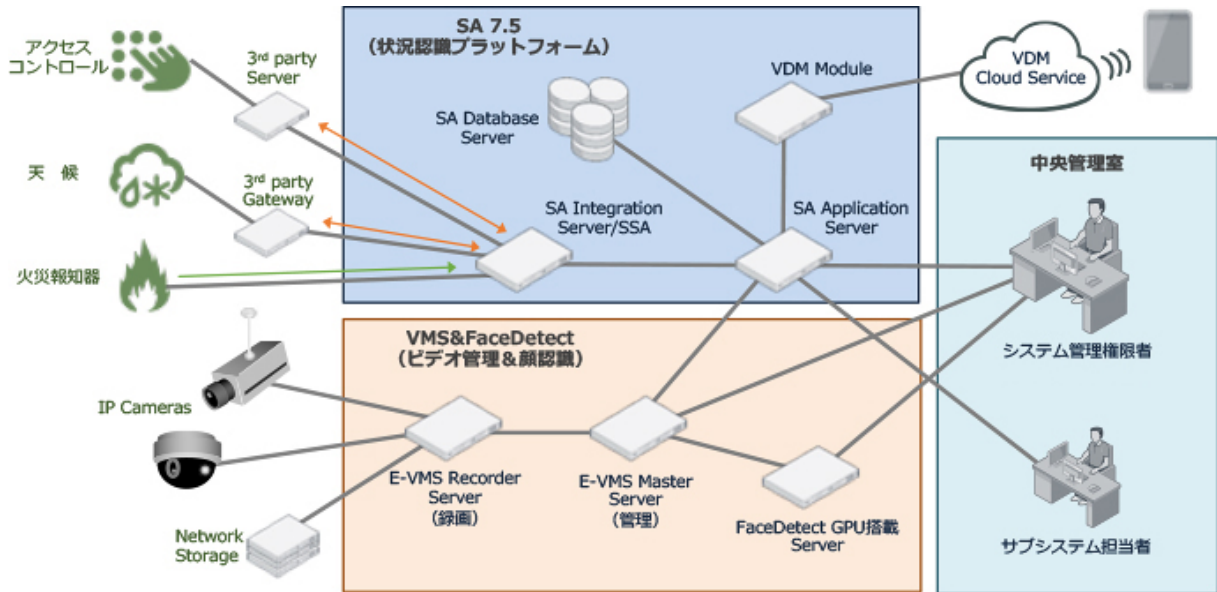 SA 7.5
（状況認識プラットフォーム）
アクセス
コントロール
3rd party
Server
天　候
3rd party
Gateway
火災報知器
SA Database
Server
VDM Module
VDM
Cloud Service
SA Integration
Server/SSA
SA Application
Server
中央管理室
システム管理権限者
サブシステム担当者
VMS&FaceDetect
（ビデオ管理＆顔認識）
IP Cameras
Network
Storage
E-VMS Recorder
Server
（録画）
E-VMS Master
Server
（管理）
FaceDetect GPU搭載
Server